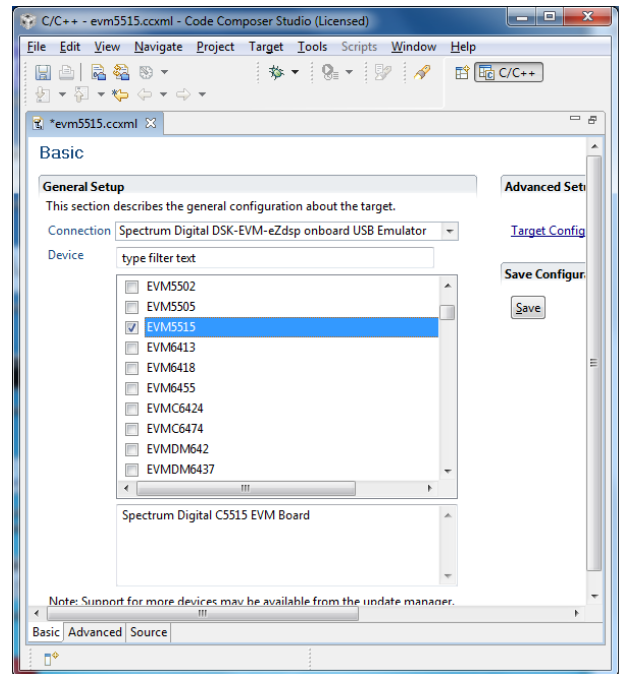 C/C++ - evm5515.ccxml - Code Composer Studio (Licensed)
File Edit View Navigate Project Target Tools Scripts Window Help
C/C++
*evm5515.ccxml
Basic
General Setup
This section describes the general configuration about the target.
Connection Spectrum Digital DSK-EVM-eZdsp onboard USB Emulator
Device type filter text
EVM5502
EVM5505
EVM5515
EVM6413
EVM6418
EVM6455
EVMC6424
EVMC6474
EVMDM642
EVMDM6437
Spectrum Digital C5515 EVM Board
Note: Support for more devices may be available from the update manager.
Advanced Setu
Target Config
Save Configura
Save
Basic Advanced Source